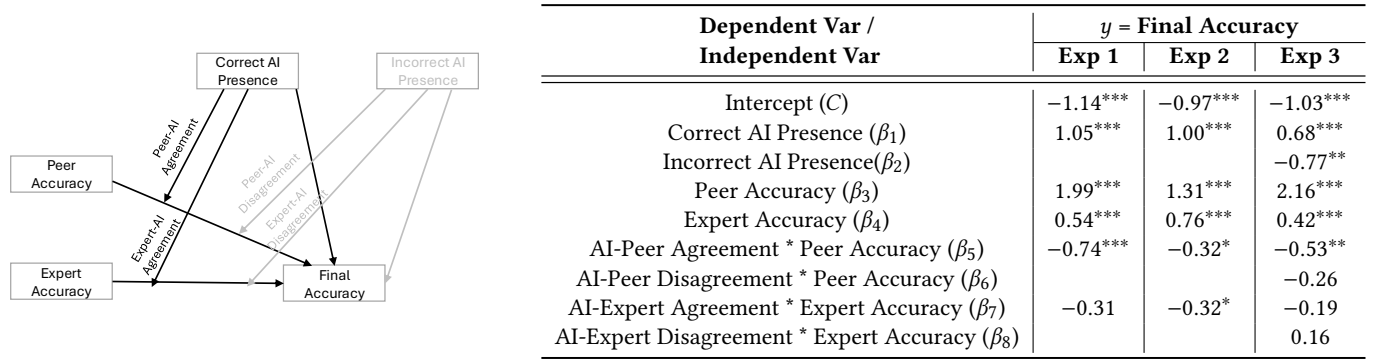 Correct AI
Presence
Incorrect AI
Presence
Peer-AI
Agreement
Peer
Accuracy
Peer-AI
Disagreement
Expert-AI
Agreement
Expert-AI
Disagreement
Expert
Accuracy
Final
Accuracy
Dependent Var / y = Final Accuracy
Independent Var Exp 1 Exp 2 Exp 3
Intercept (C) −1.14*** −0.97*** −1.03***
Correct AI Presence (β₁) 1.05*** 1.00*** 0.68***
Incorrect AI Presence(β₂) −0.77**
Peer Accuracy (β₃) 1.99*** 1.31*** 2.16***
Expert Accuracy (β₄) 0.54*** 0.76*** 0.42***
AI-Peer Agreement * Peer Accuracy (β₅) −0.74*** −0.32* −0.53**
AI-Peer Disagreement * Peer Accuracy (β₆) −0.26
AI-Expert Agreement * Expert Accuracy (β₇) −0.31 −0.32* −0.19
AI-Expert Disagreement * Expert Accuracy (β₈) 0.16